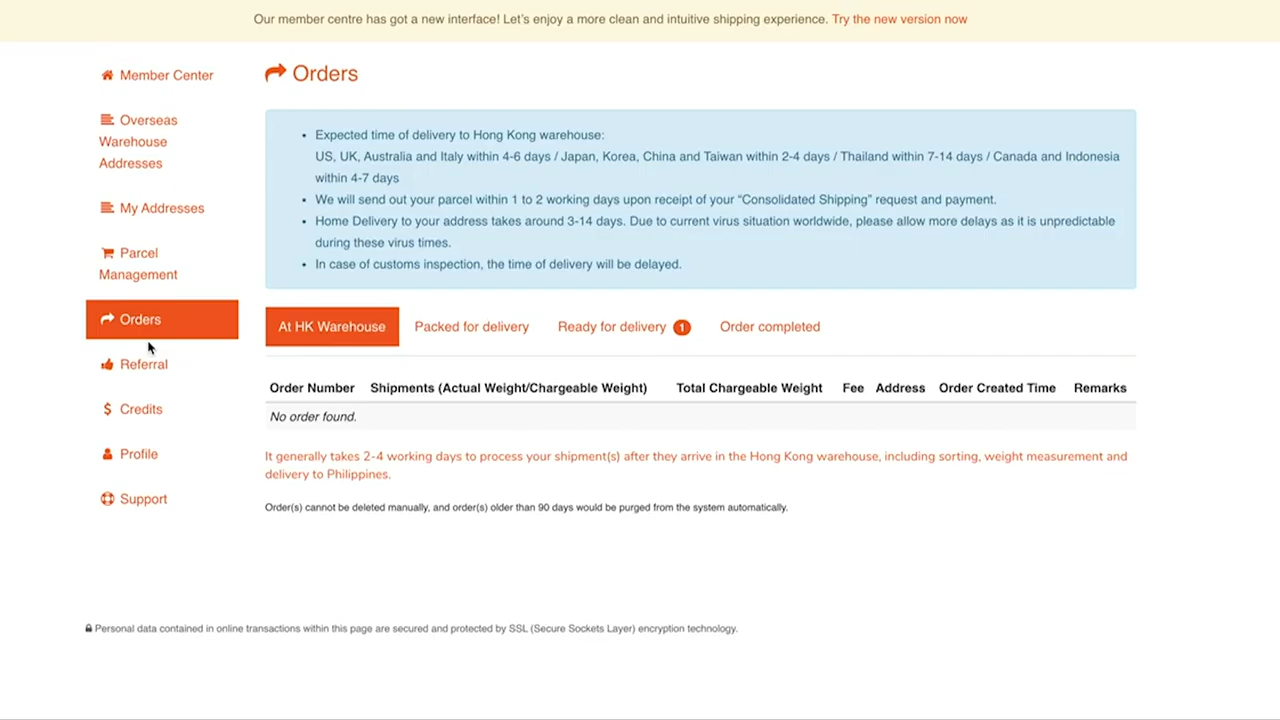 Our member centre has got a new interface! Let's enjoy a more clean and intuitive shipping experience. Try the new version now
Member Center
Overseas
Warehouse
Addresses
My Addresses
Parcel
Management
Orders
Referral
Credits
Profile
Support
Orders
• Expected time of delivery to Hong Kong warehouse:
US, UK, Australia and Italy within 4-6 days / Japan, Korea, China and Taiwan within 2-4 days / Thailand within 7-14 days / Canada and Indonesia
within 4-7 days
• We will send out your parcel within 1 to 2 working days upon receipt of your “Consolidated Shipping” request and payment.
• Home Delivery to your address takes around 3-14 days. Due to current virus situation worldwide, please allow more delays as it is unpredictable
during these virus times.
• In case of customs inspection, the time of delivery will be delayed.
At HK Warehouse Packed for delivery Ready for delivery 1 Order completed
Order Number Shipments (Actual Weight/Chargeable Weight) Total Chargeable Weight Fee Address Order Created Time Remarks
No order found.
It generally takes 2-4 working days to process your shipment(s) after they arrive in the Hong Kong warehouse, including sorting, weight measurement and
delivery to Philippines.
Order(s) cannot be deleted manually, and order(s) older than 90 days would be purged from the system automatically.
Personal data contained in online transactions within this page are secured and protected by SSL (Secure Sockets Layer) encryption technology.